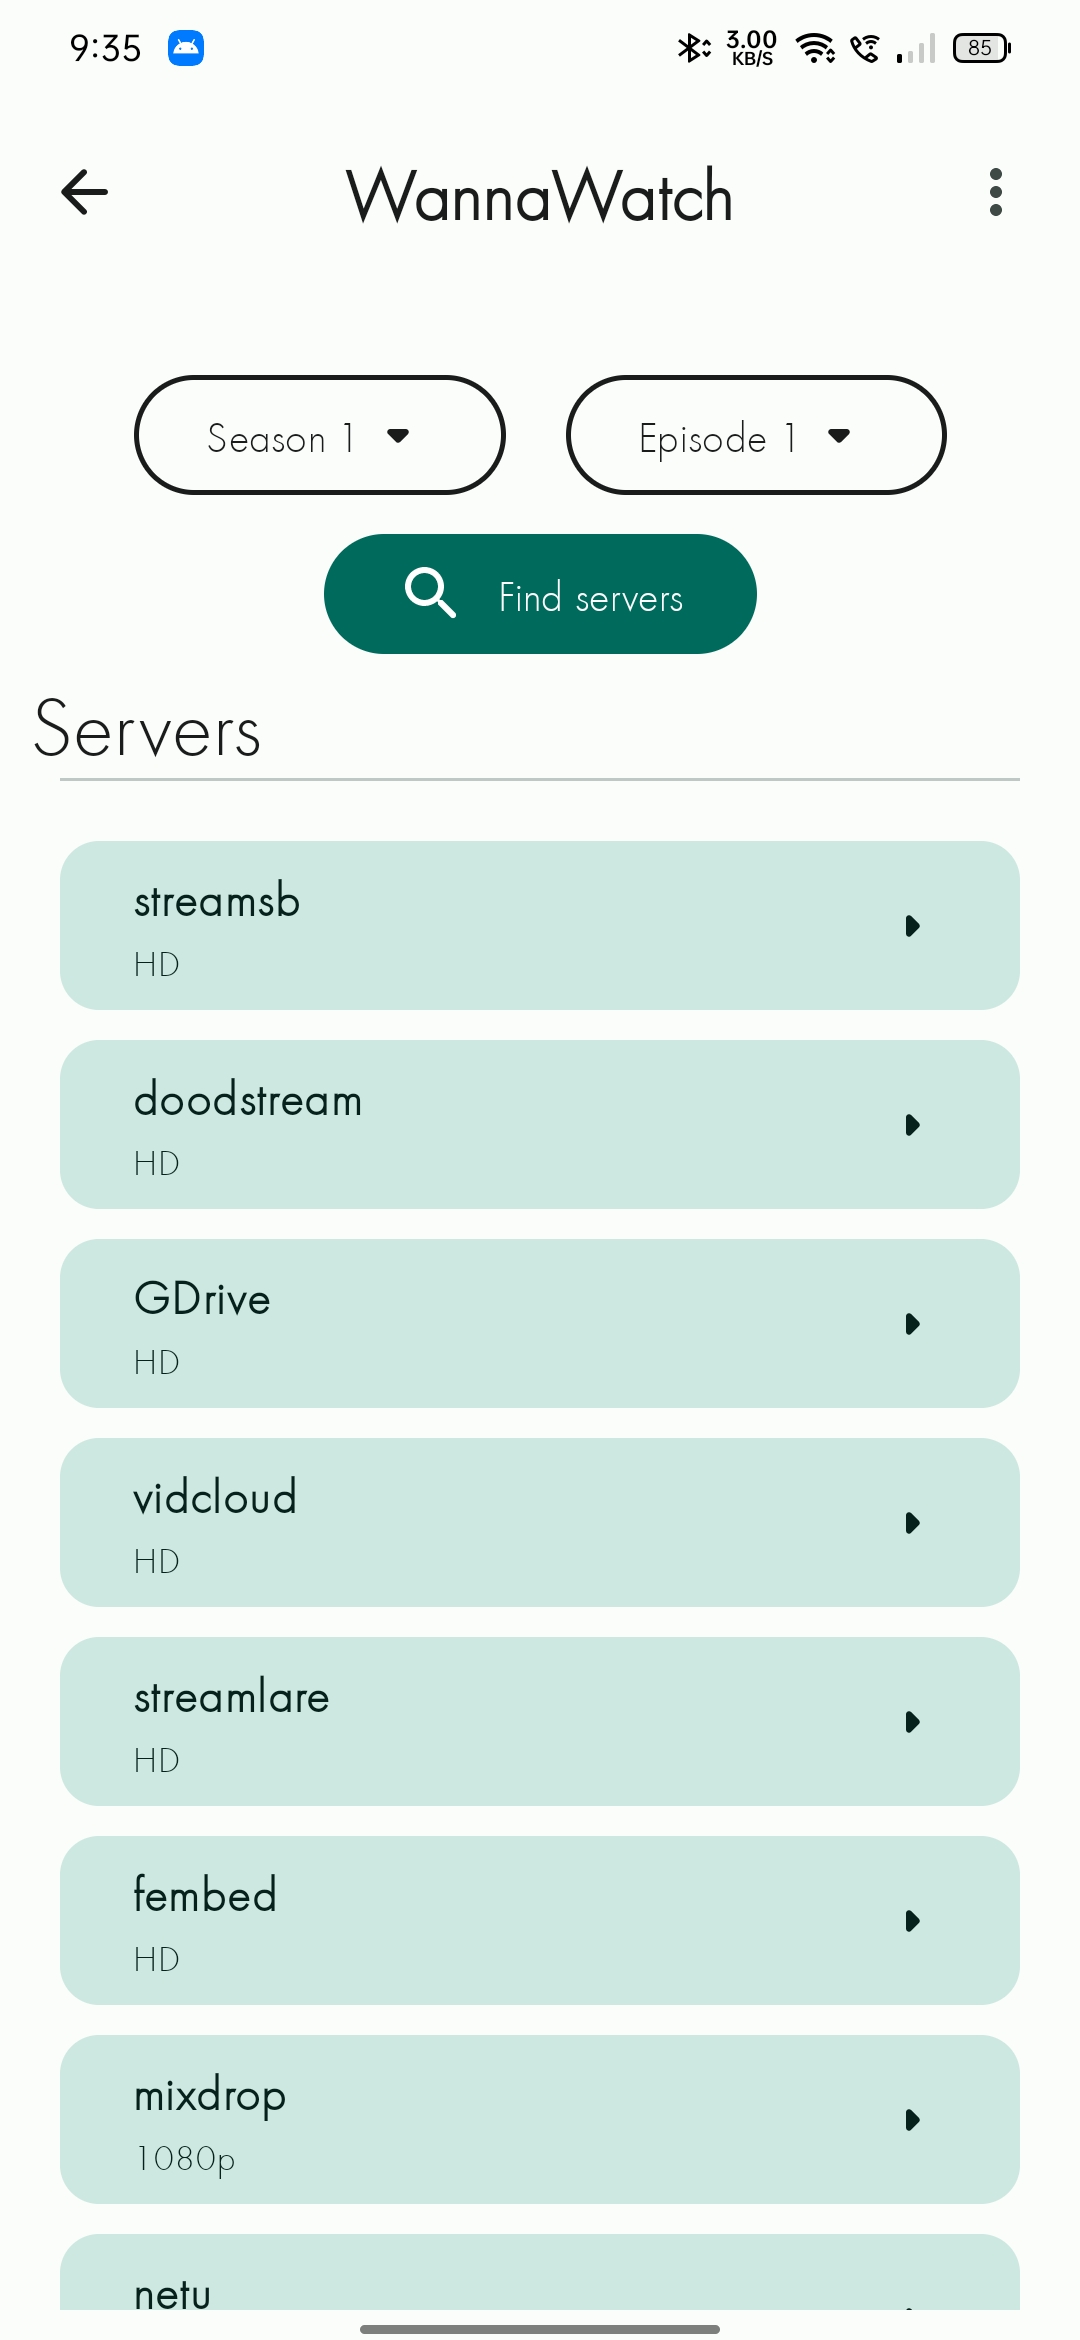 9:35
3.00
KB/S
85
WannaWatch
Season 1
Episode 1
Find servers
Servers
streamsb
HD
doodstream
HD
GDrive
HD
vidcloud
HD
streamlare
HD
fembed
HD
mixdrop
1080p
netu